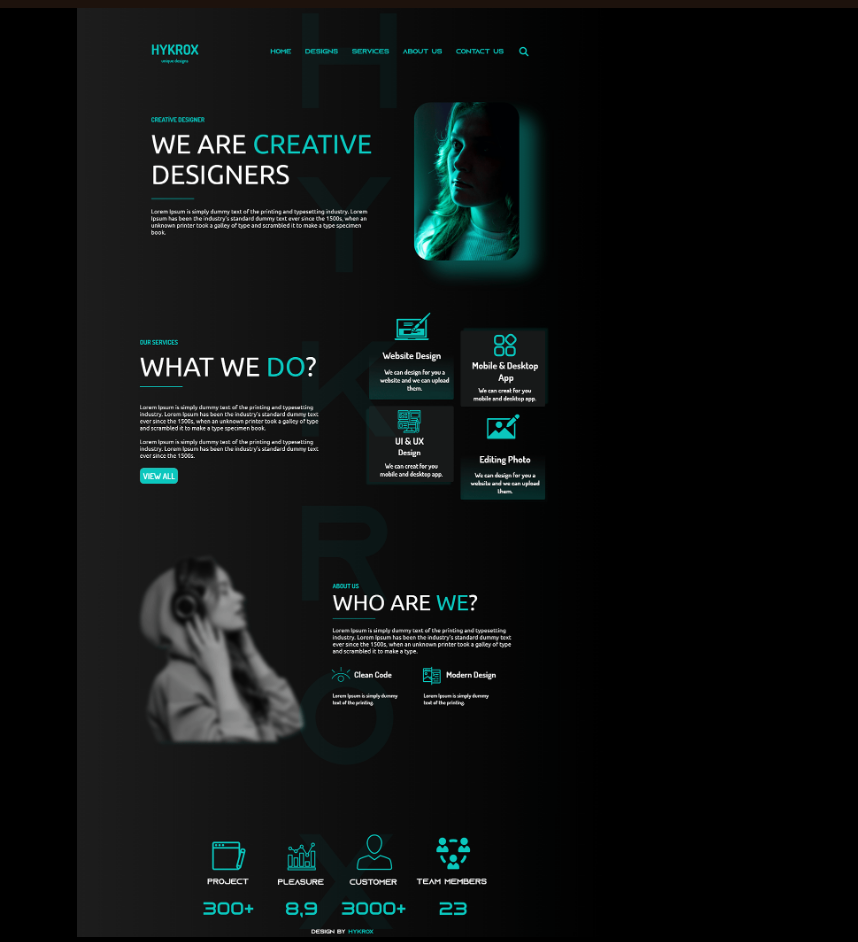 HYKROX
unique designs
HOME DESIGNS SERVICES ABOUT US CONTACT US
CREATIVE DESIGNER
WE ARE CREATIVE
DESIGNERS
Lorem Ipsum is simply dummy text of the printing and typesetting industry. Lorem
Ipsum has been the industry's standard dummy text ever since the 1500s, when an
unknown printer took a galley of type and scrambled it to make a type specimen
book.
OUR SERVICES
WHAT WE DO?
Lorem Ipsum is simply dummy text of the printing and typesetting
industry. Lorem Ipsum has been the industry's standard dummy text
ever since the 1500s, when an unknown printer took a galley of type
and scrambled it to make a type specimen book.
Lorem Ipsum is simply dummy text of the printing and typesetting
industry. Lorem Ipsum has been the industry's standard dummy text
ever since the 1500s.
VIEW ALL
Website Design
We can design for you a
website and we can upload
them.
Mobile & Desktop
App
We can creat for you
mobile and desktop app.
UI & UX
Design
We can creat for you
mobile and desktop app.
Editing Photo
We can design for you a
website and we can upload
them.
ABOUT US
WHO ARE WE?
Lorem Ipsum is simply dummy text of the printing and typesetting
industry. Lorem Ipsum has been the industry's standard dummy text
ever since the 1500s, when an unknown printer took a galley of type
and scrambled it to make a type.
Clean Code
Lorem Ipsum is simply dummy
text of the printing.
Modern Design
Lorem Ipsum is simply dummy
text of the printing.
PROJECT
300+
PLEASURE
8,9
CUSTOMER
3000+
TEAM MEMBERS
23
DESIGN BY HYKROX
H
Y
K
R
O
X